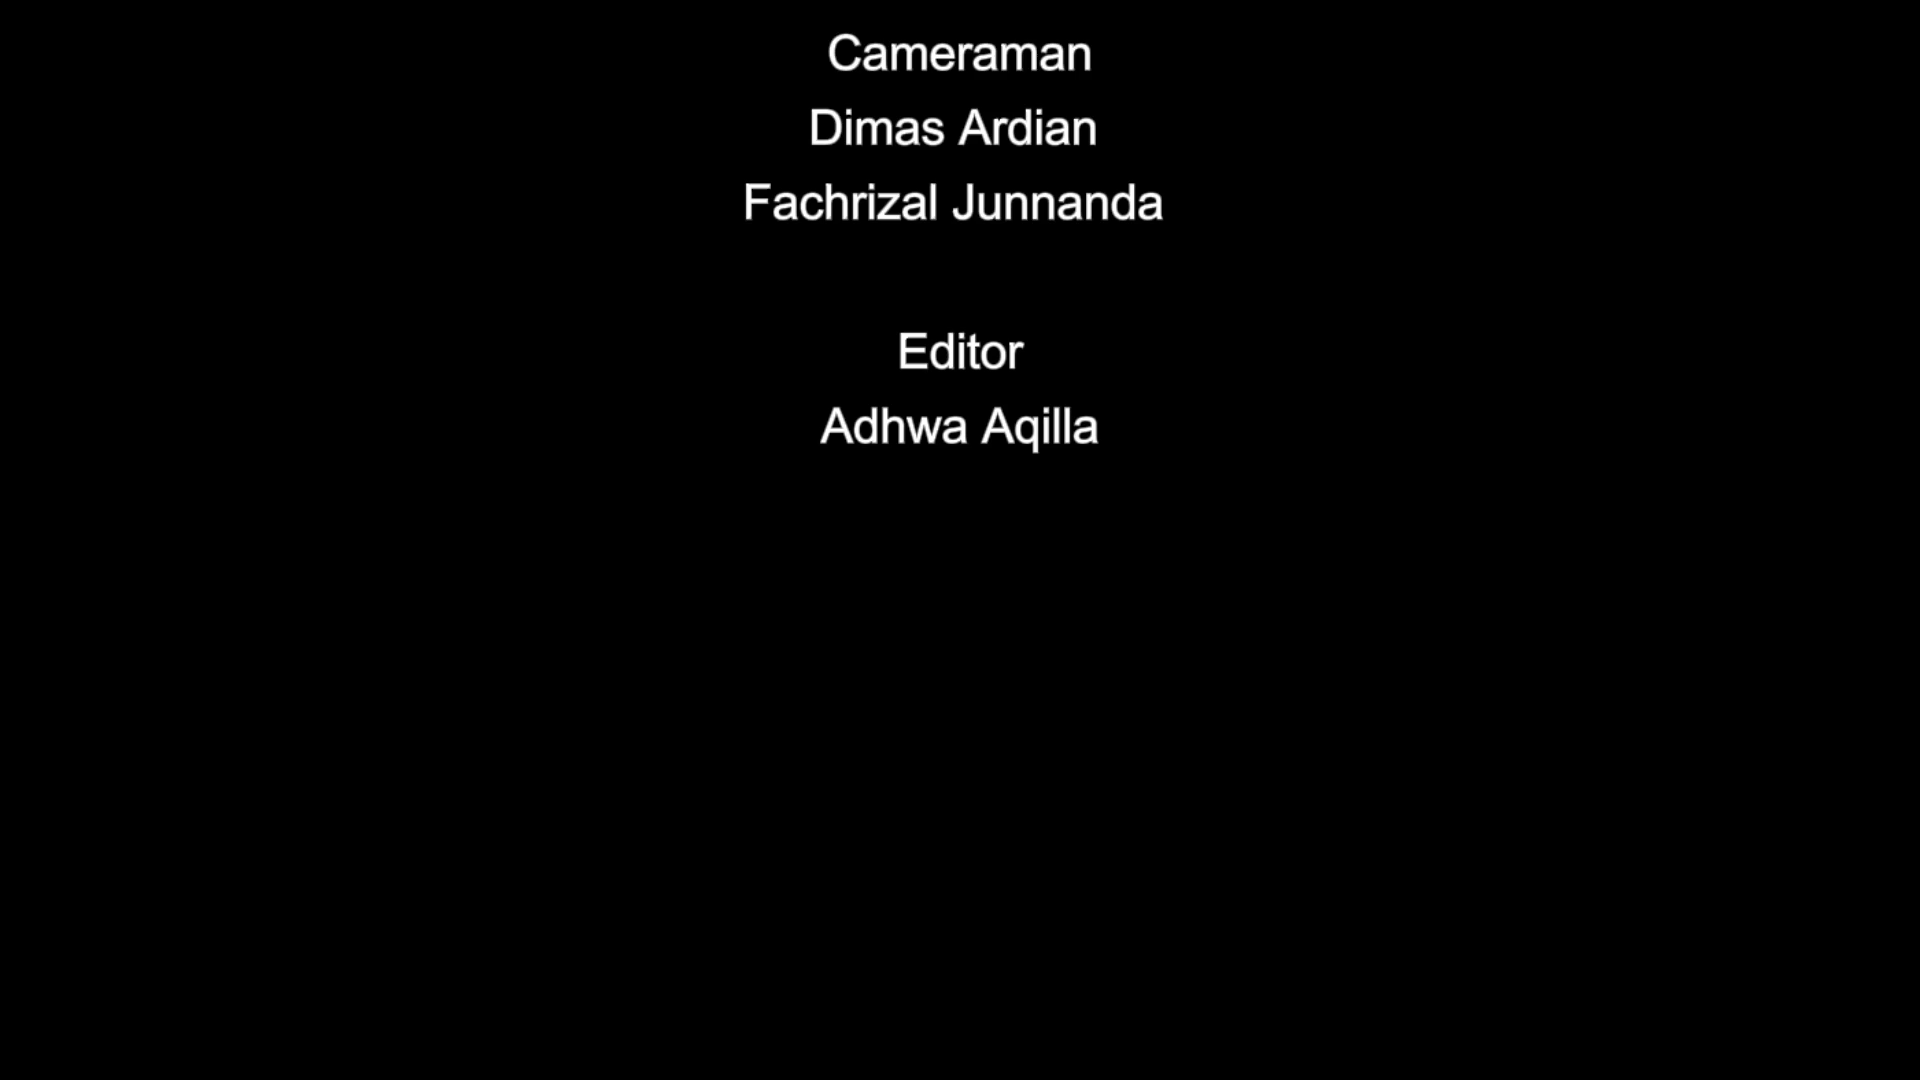 Cameraman
Dimas Ardian
Fachrizal Junnanda
Editor
Adhwa Aqilla